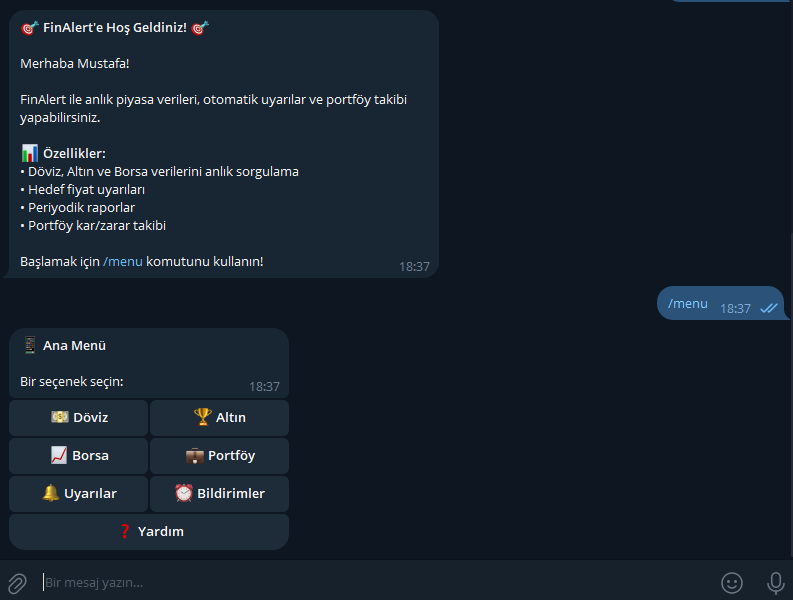 🎯 FinAlert'e Hoş Geldiniz! 🎯
Merhaba Mustafa!
FinAlert ile anlık piyasa verileri, otomatik uyarılar ve portföy takibi
yapabilirsiniz.
📊 Özellikler:
• Döviz, Altın ve Borsa verilerini anlık sorgulama
• Hedef fiyat uyarıları
• Periyodik raporlar
• Portföy kar/zarar takibi
Başlamak için /menu komutunu kullanın!
18:37
/menu 18:37
📱 Ana Menü
Bir seçenek seçin:
18:37
💵 Döviz
🏆 Altın
📈 Borsa
💼 Portföy
🔔 Uyarılar
⏰ Bildirimler
❓ Yardım
Bir mesaj yazın...